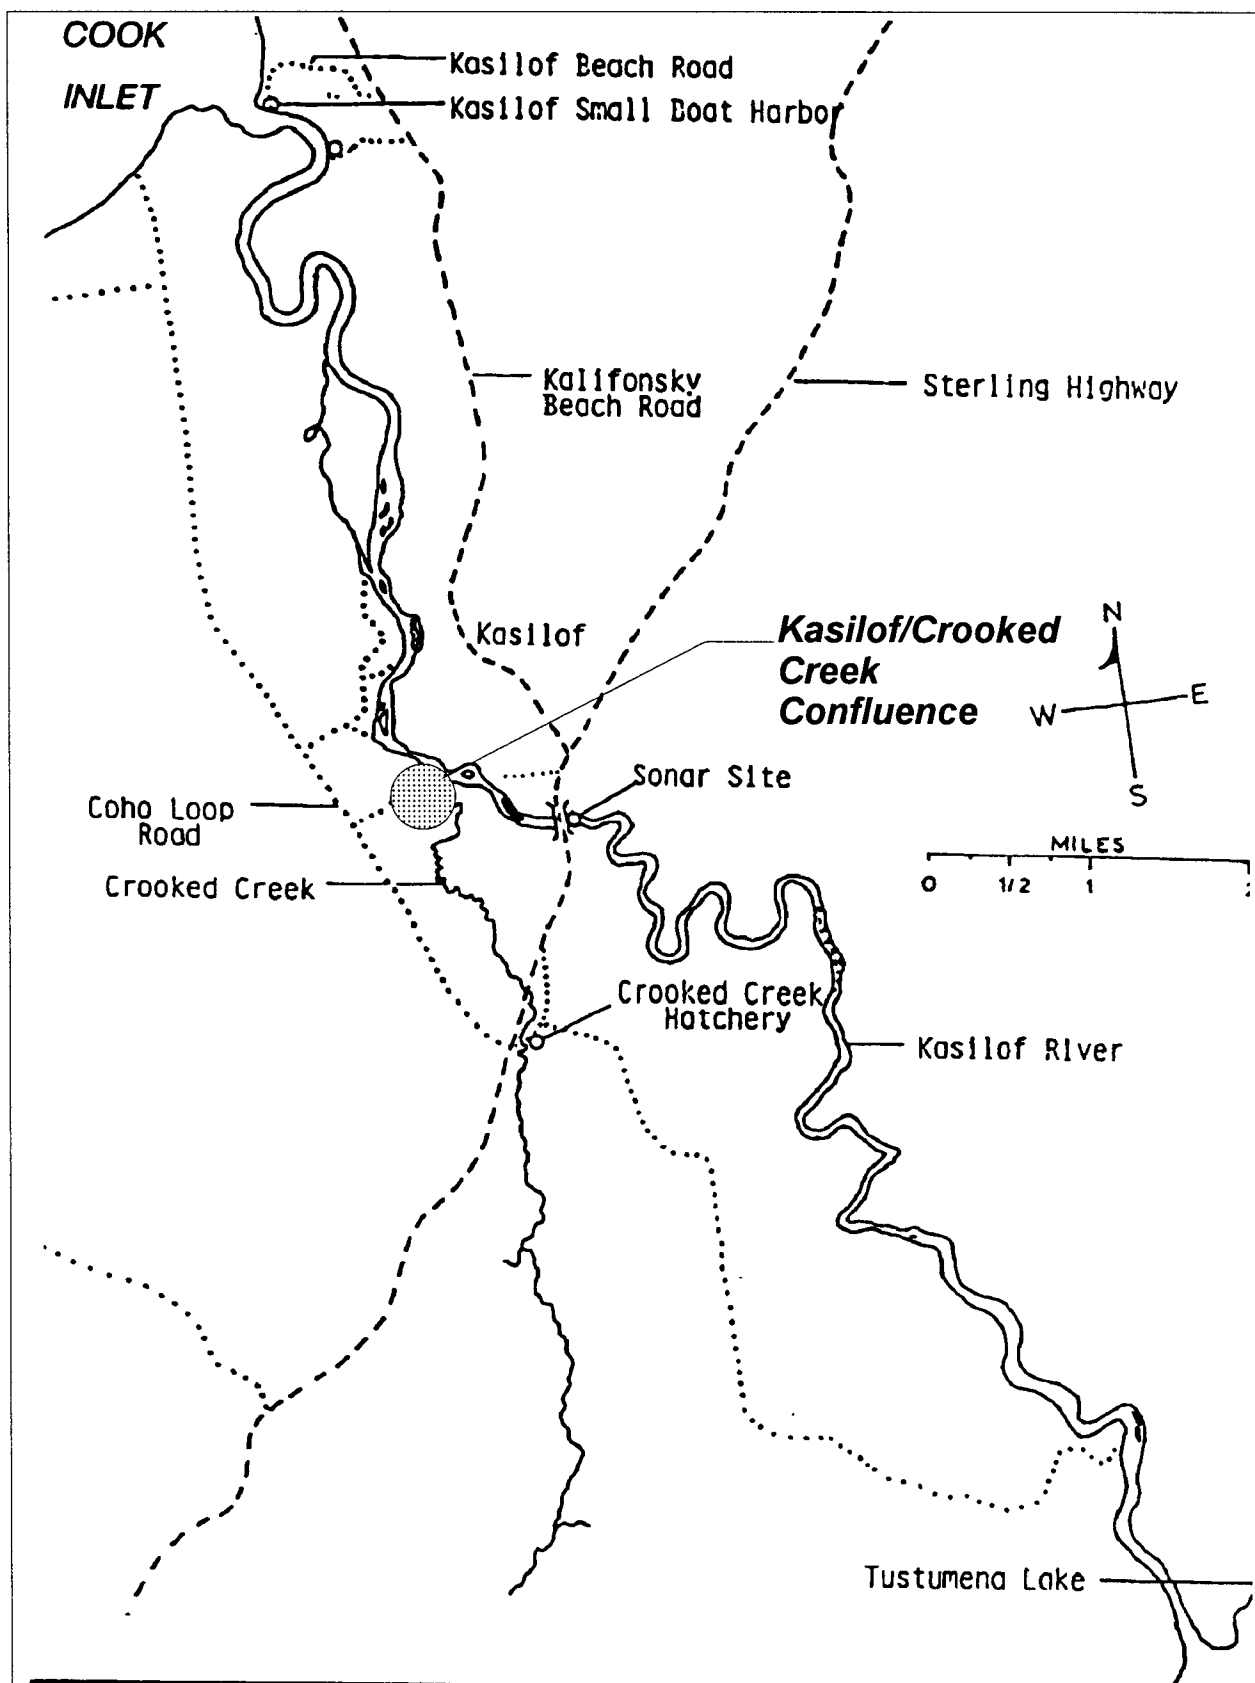 COOK
INLET
Kasilof Beach Road
Kasilof Small Boat Harbor
Kalifonsky
Beach Road
Sterling Highway
Kasilof
Kasilof/Crooked
Creek
Confluence
N
W
E
S
Sonar Site
Coho Loop
Road
MILES
0 1/2 1
Crooked Creek
Crooked Creek
Hatchery
Kasilof River
Tustumena Lake